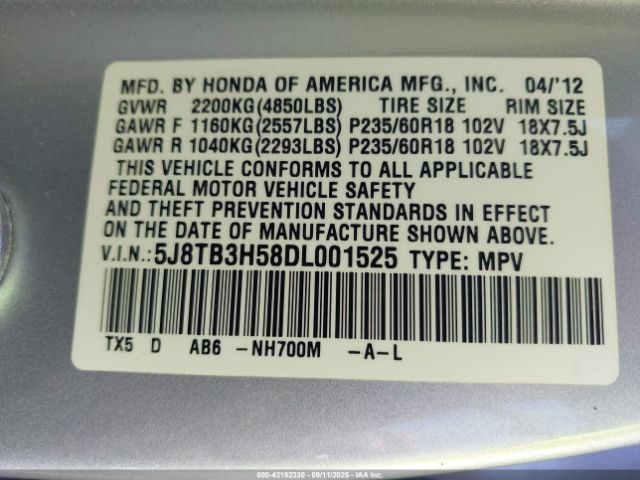 MFD. BY HONDA OF AMERICA MFG., INC. 04/'12
GVWR 2200KG(4850LBS) TIRE SIZE RIM SIZE
GAWR F 1160KG(2557LBS) P235/60R18 102V 18X7.5J
GAWR R 1040KG(2293LBS) P235/60R18 102V 18X7.5J
THIS VEHICLE CONFORMS TO ALL APPLICABLE
FEDERAL MOTOR VEHICLE SAFETY
AND THEFT PREVENTION STANDARDS IN EFFECT
ON THE DATE OF MANUFACTURE SHOWN ABOVE.
V.I.N.:5J8TB3H58DL001525 TYPE: MPV
TX5 D AB6 -NH700M -A-L
000-43192330 - 09/11/2025 - IAAI.COM